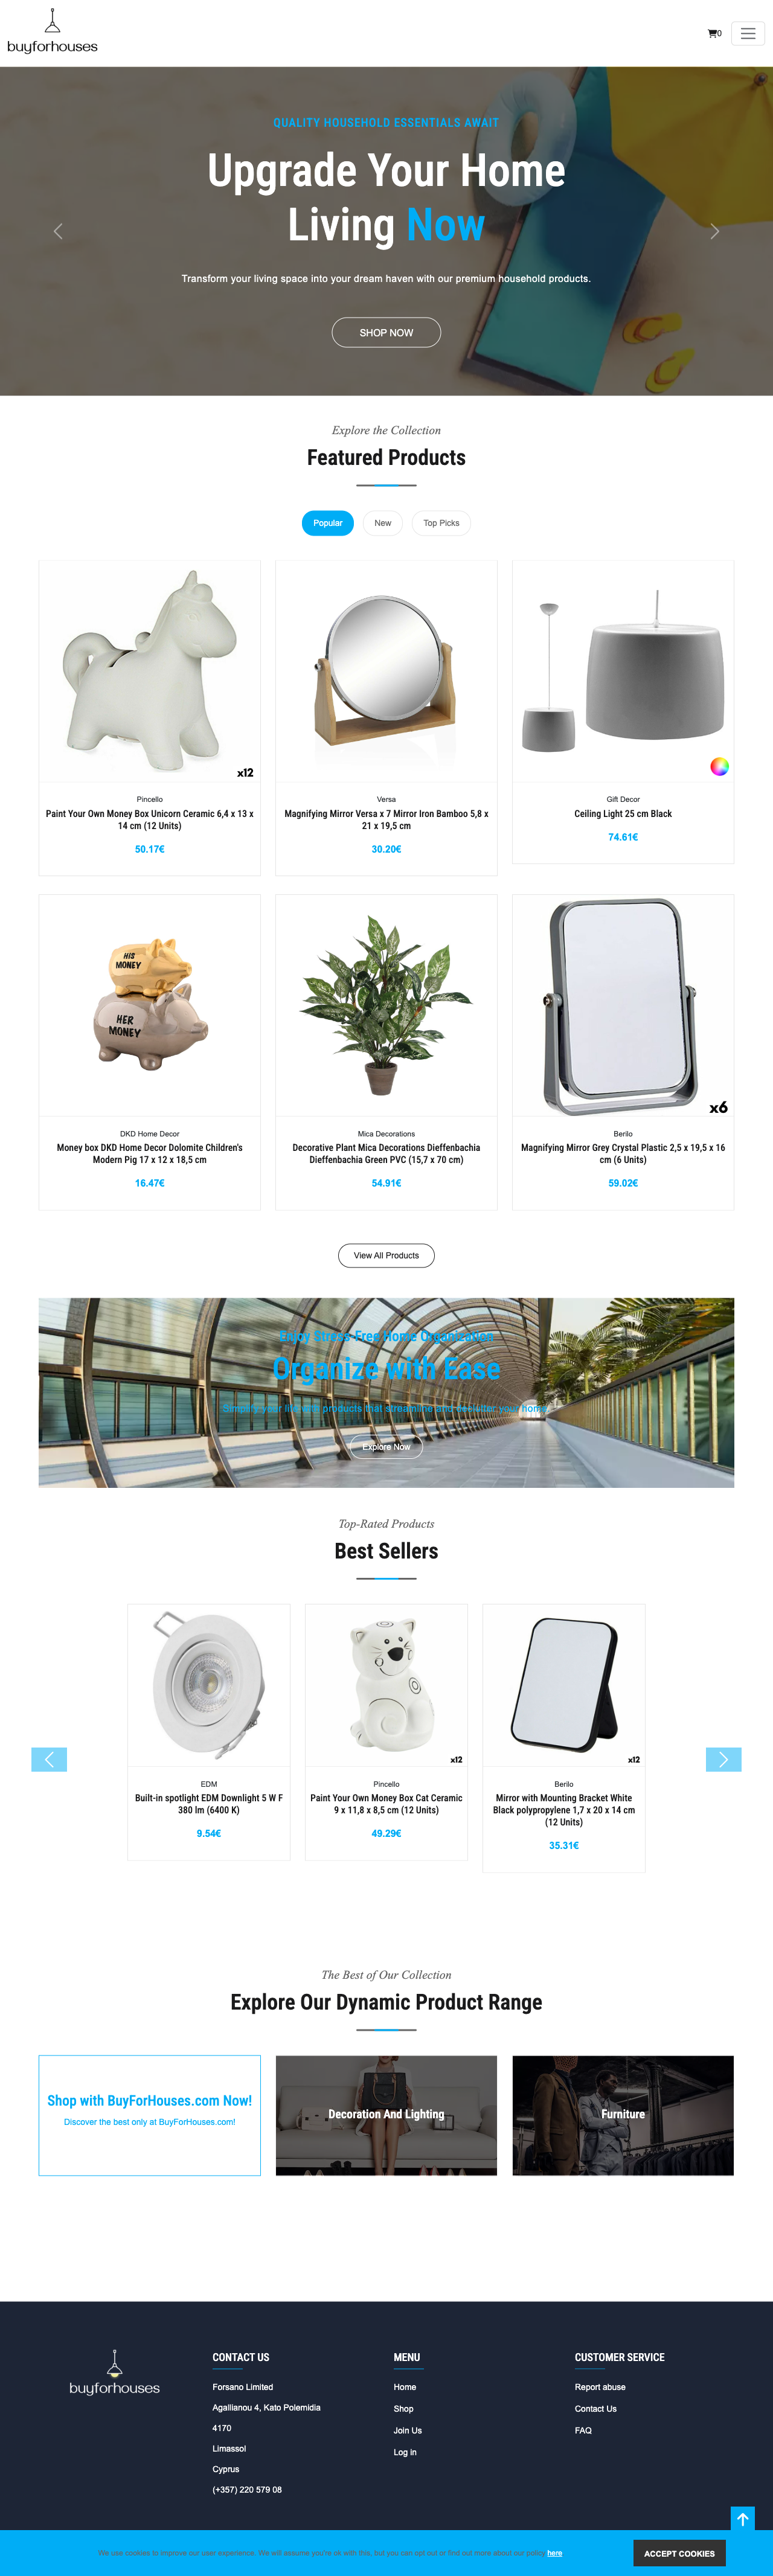 buyforhouses
0
QUALITY HOUSEHOLD ESSENTIALS AWAIT
Upgrade Your Home
Living Now
Transform your living space into your dream haven with our premium household products.
SHOP NOW
Explore the Collection
Featured Products
Popular
New
Top Picks
x12
Pincello
Paint Your Own Money Box Unicorn Ceramic 6,4 x 13 x
14 cm (12 Units)
50.17€
Versa
Magnifying Mirror Versa x 7 Mirror Iron Bamboo 5,8 x
21 x 19,5 cm
30.20€
Gift Decor
Ceiling Light 25 cm Black
74.61€
HIS
MONEY
HER
MONEY
DKD Home Decor
Money box DKD Home Decor Dolomite Children's
Modern Pig 17 x 12 x 18,5 cm
16.47€
Mica Decorations
Decorative Plant Mica Decorations Dieffenbachia
Dieffenbachia Green PVC (15,7 x 70 cm)
54.91€
x6
Berilo
Magnifying Mirror Grey Crystal Plastic 2,5 x 19,5 x 16
cm (6 Units)
59.02€
View All Products
Enjoy Stress-Free Home Organization
Organize with Ease
Simplify your life with products that streamline and declutter your home.
Explore Now
Top-Rated Products
Best Sellers
EDM
Built-in spotlight EDM Downlight 5 W F
380 lm (6400 K)
9.54€
x12
Pincello
Paint Your Own Money Box Cat Ceramic
9 x 11,8 x 8,5 cm (12 Units)
49.29€
x12
Berilo
Mirror with Mounting Bracket White
Black polypropylene 1,7 x 20 x 14 cm
(12 Units)
35.31€
The Best of Our Collection
Explore Our Dynamic Product Range
Shop with BuyForHouses.com Now!
Discover the best only at BuyForHouses.com!
Decoration And Lighting
Furniture
buyforhouses
CONTACT US
Forsano Limited
Agallianou 4, Kato Polemidia
4170
Limassol
Cyprus
(+357) 220 579 08
MENU
Home
Shop
Join Us
Log in
CUSTOMER SERVICE
Report abuse
Contact Us
FAQ
We use cookies to improve our user experience. We will assume you're ok with this, but you can opt out or find out more about our policy here
ACCEPT COOKIES